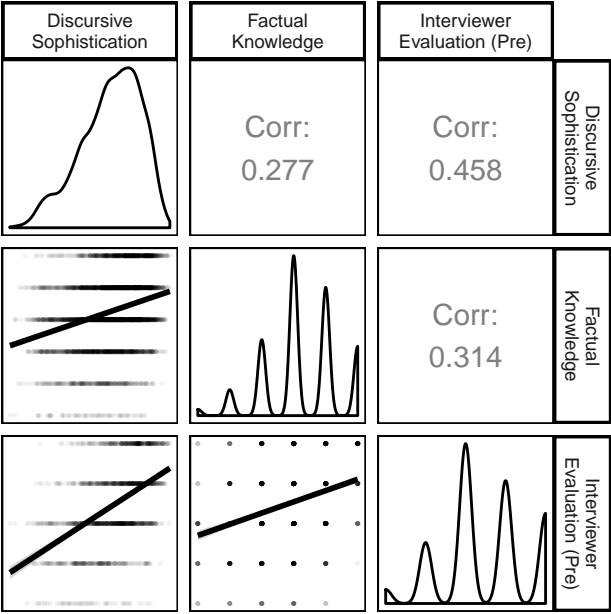 Discursive
Sophistication
Factual
Knowledge
Interviewer
Evaluation (Pre)
Corr:
0.277
Corr:
0.458
Discursive
Sophistication
Corr:
0.314
Factual
Knowledge
Interviewer
Evaluation (Pre)